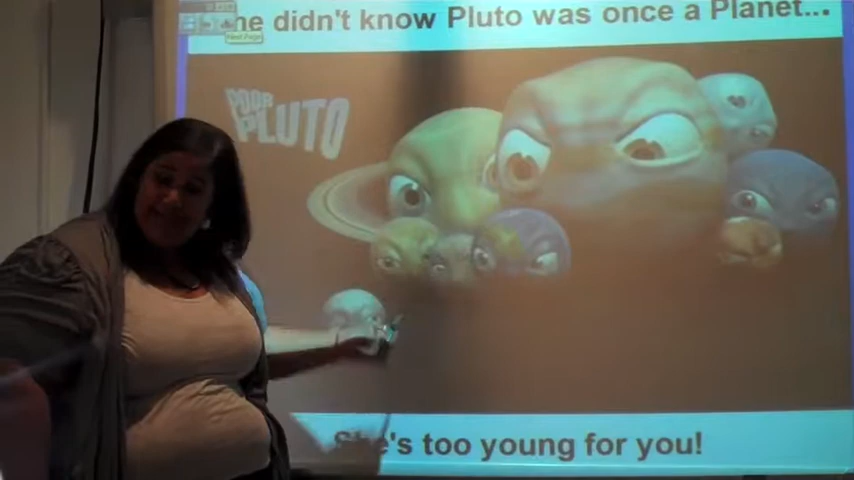 he didn't know Pluto was once a Planet...
POOR
PLUTO
She's too young for you!